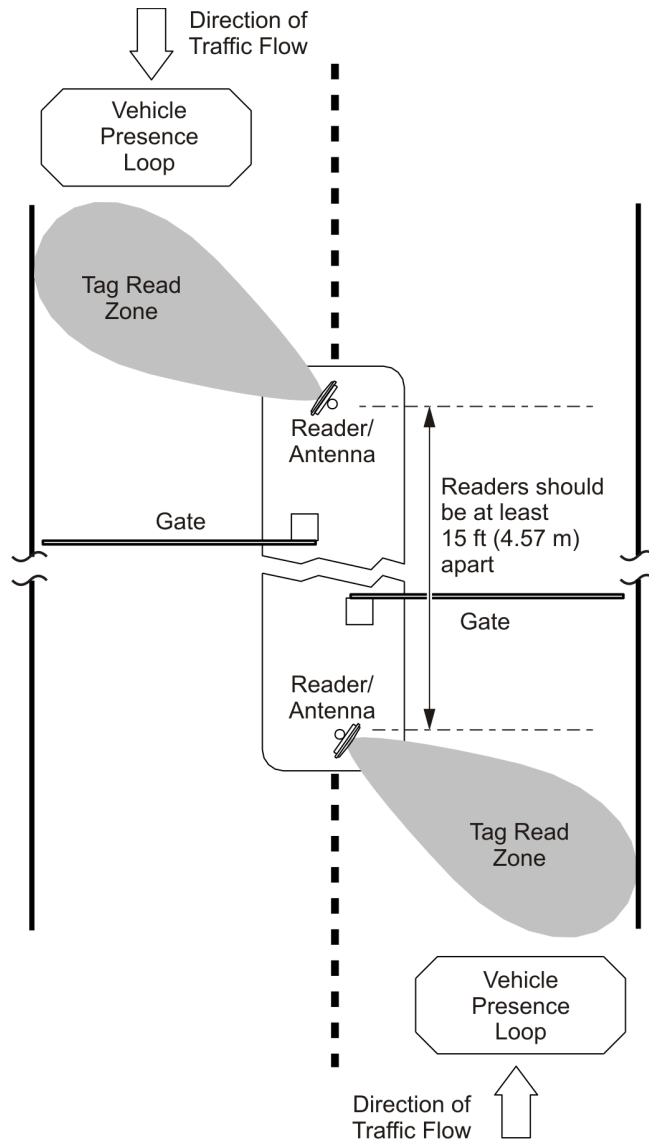 Direction of
Traffic Flow
Vehicle
Presence
Loop
Tag Read
Zone
Reader/
Antenna
Readers should
be at least
15 ft (4.57 m)
apart
Gate
Gate
Reader/
Antenna
Tag Read
Zone
Vehicle
Presence
Loop
Direction of
Traffic Flow